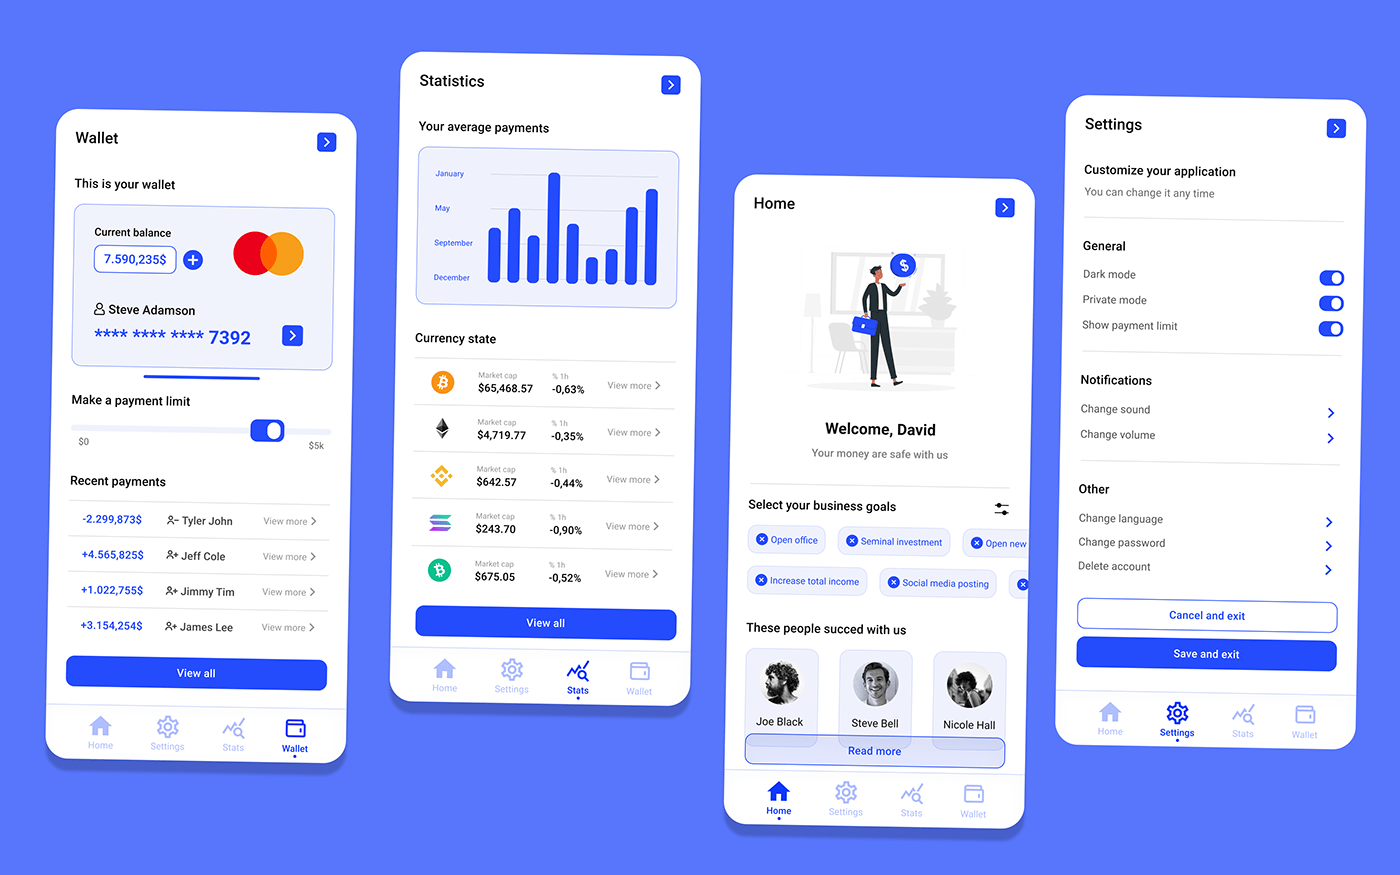 Wallet
This is your wallet
Current balance
7.590,235$
Steve Adamson
**** **** **** 7392
Make a payment limit
$0
$5k
Recent payments
-2.299,873$ Tyler John View more
+4.565,825$ Jeff Cole View more
+1.022,755$ Jimmy Tim View more
+3.154,254$ James Lee View more
View all
Home Settings Stats Wallet
Statistics
Your average payments
January
May
September
December
Currency state
Market cap % 1h
$65,468.57 -0,63% View more
Market cap % 1h
$4,719.77 -0,35% View more
Market cap % 1h
$642.57 -0,44% View more
Market cap % 1h
$243.70 -0,90% View more
Market cap % 1h
$675.05 -0,52% View more
View all
Home Settings Stats Wallet
Home
$
Welcome, David
Your money are safe with us
Select your business goals
Open office Seminal investment Open new
Increase total income Social media posting
These people succed with us
Joe Black Steve Bell Nicole Hall
Read more
Home Settings Stats Wallet
Settings
Customize your application
You can change it any time
General
Dark mode
Private mode
Show payment limit
Notifications
Change sound
Change volume
Other
Change language
Change password
Delete account
Cancel and exit
Save and exit
Home Settings Stats Wallet